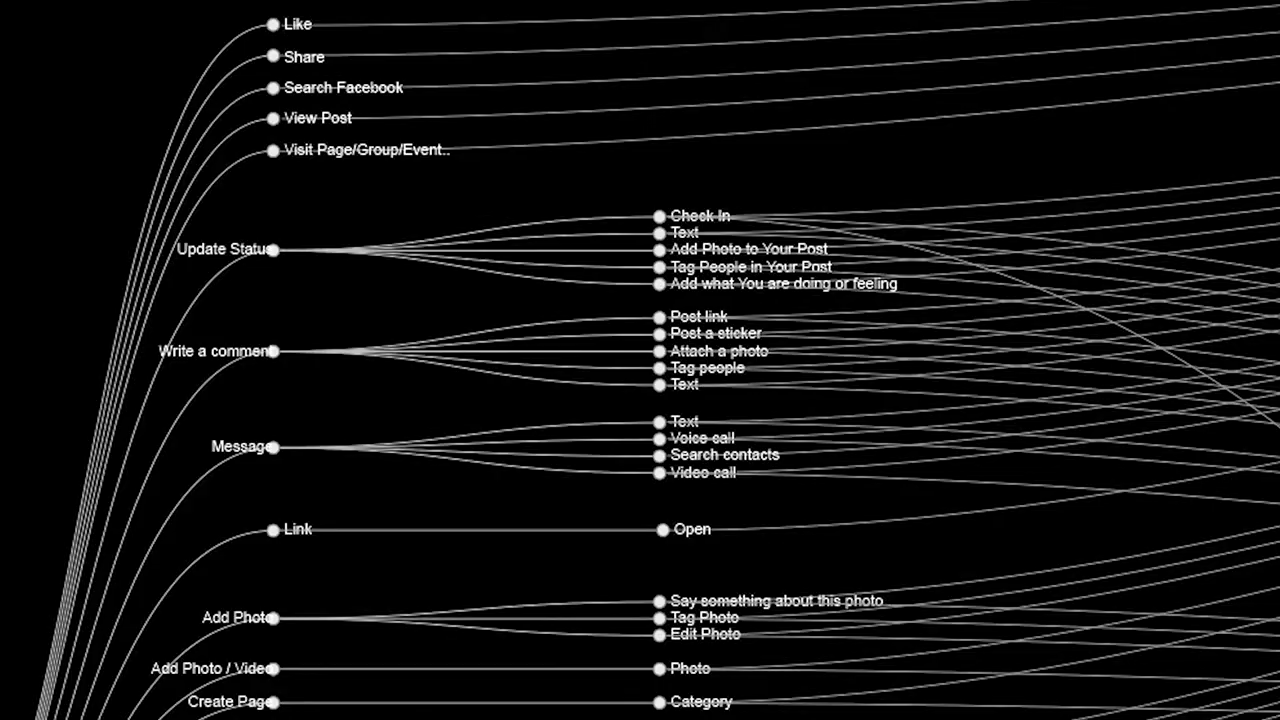 Like
Share
Search Facebook
View Post
Visit Page/Group/Event..
Update Status
Check In
Text
Add Photo to Your Post
Tag People in Your Post
Add what You are doing or feeling
Write a comment
Post link
Post a sticker
Attach a photo
Tag people
Text
Message
Text
Voice call
Search contacts
Video call
Link
Open
Add Photo
Say something about this photo
Tag Photo
Edit Photo
Add Photo / Video
Photo
Create Page
Category